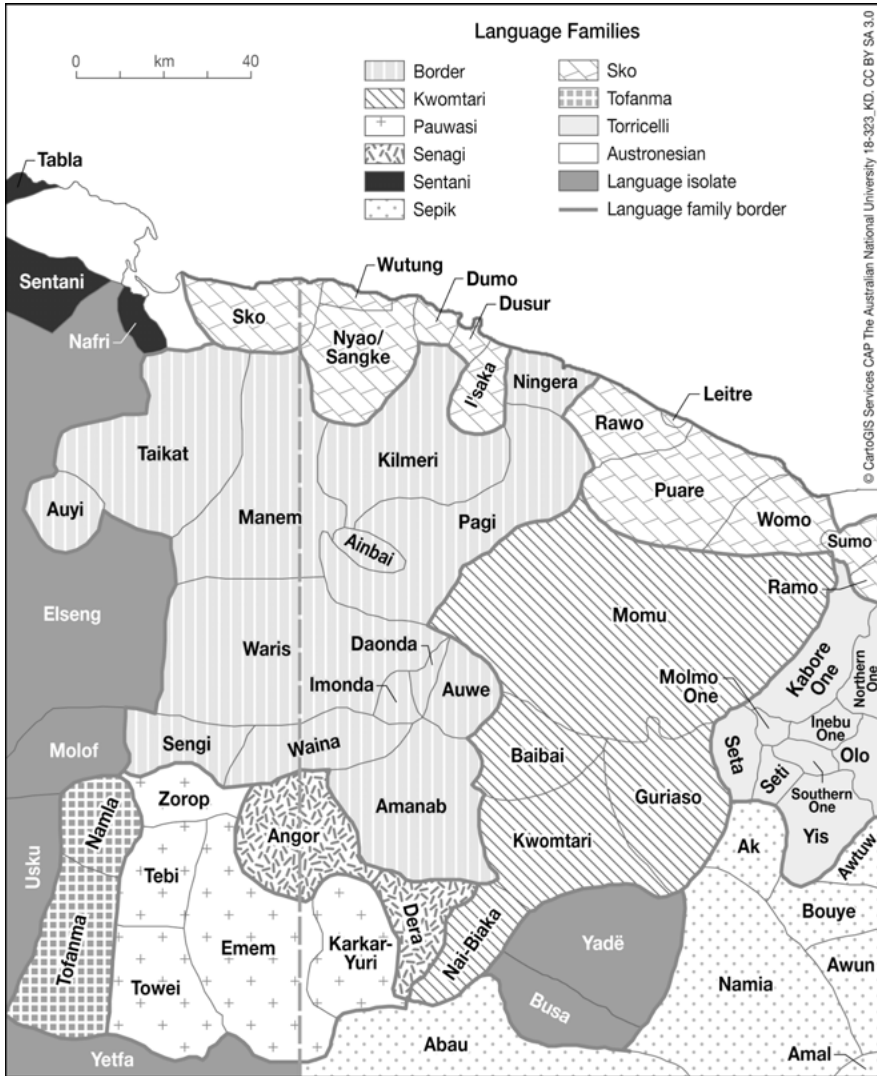 Language Families
0 km 40
Border
Kwomtari
Pauwasi
Senagi
Sentani
Sepik
Sko
Tofanma
Torricelli
Austronesian
Language isolate
Language family border
© CartoGIS Services CAP The Australian National University 18-323_KD. CC BY SA 3.0
Tabla
Sentani
Nafri
Sko
Wutung
Dumo
Dusur
Nyao/
Sangke
I'saka
Ningera
Leitre
Rawo
Taikat
Kilmeri
Puare
Auyi
Manem
Pagi
Womo
Ainbai
Sumo
Ramo
Elseng
Momu
Waris
Daonda
Kabore
One
Northern
One
Imonda
Auwe
Molmo
One
Inebu
One
Molof
Sengi
Waina
Baibai
Seta
Olo
Seti
Southern
One
Zorop
Amanab
Guriaso
Namla
Angor
Kwomtari
Ak
Yis
Usku
Tebi
Awtuw
Dera
Bouye
Tofanma
Emem
Karkar-
Yuri
Nai-Biaka
Yadë
Towei
Namia
Awun
Busa
Yetfa
Abau
Amal